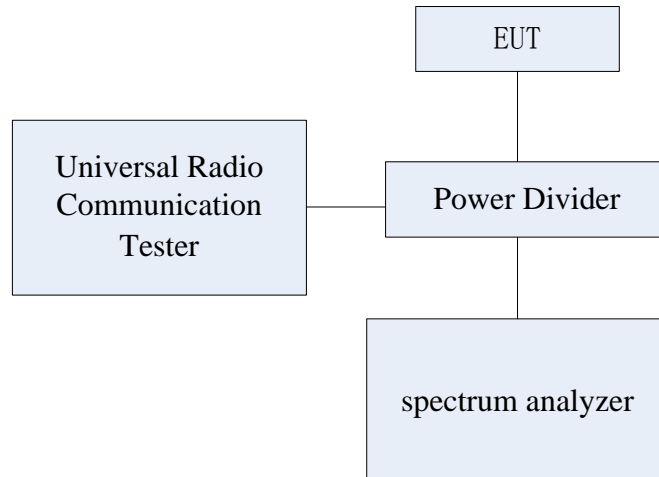 EUT
Universal Radio
Communication
Tester
Power Divider
spectrum analyzer